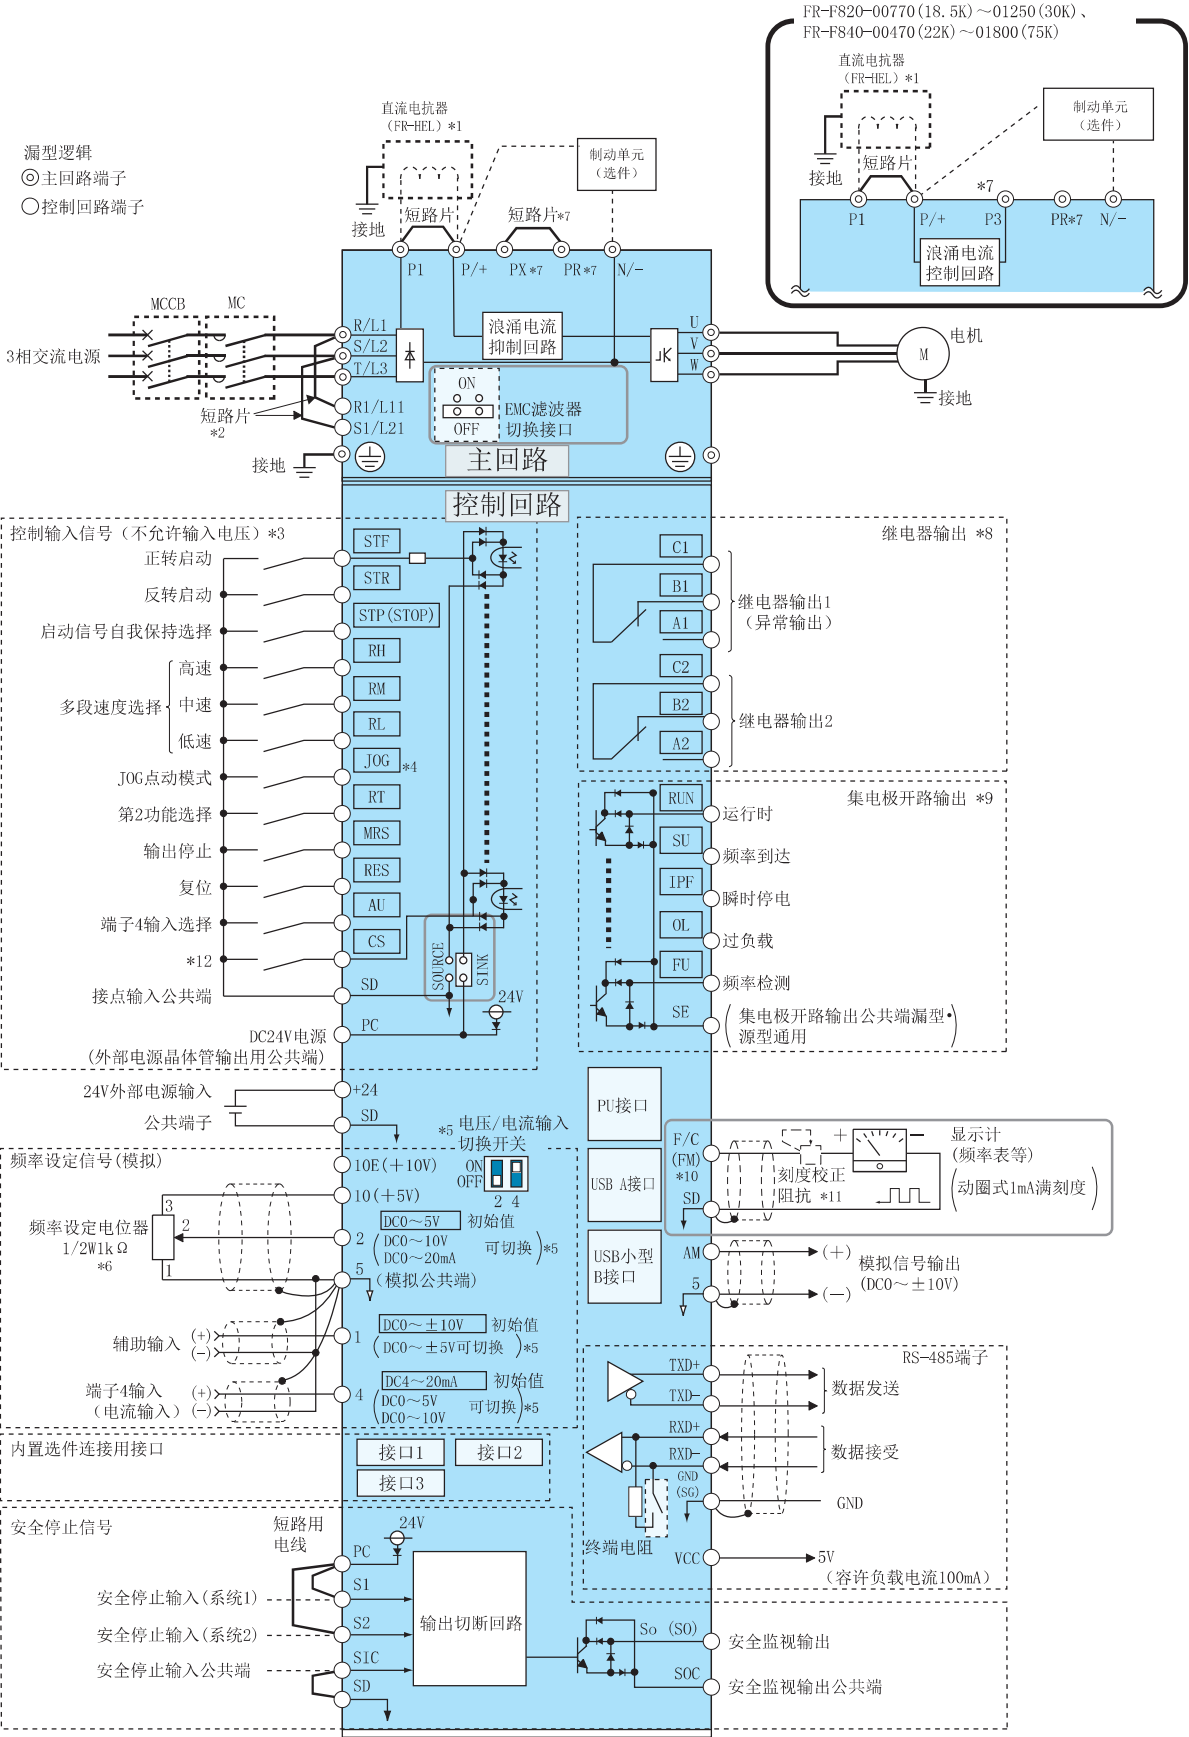 FR-F820-00770(18.5K)～01250(30K)、
FR-F840-00470(22K)～01800(75K)
直流电抗器
(FR-HEL) *1
制动单元
(选件)
接地
短路片
*7
P1
P/+
P3
PR*7
N/-
浪涌电流
控制回路
直流电抗器
(FR-HEL) *1
制动单元
(选件)
漏型逻辑
主回路端子
控制回路端子
接地
短路片
短路片*7
P1
P/+
PX *7
PR *7
N/-
MCCB
MC
3相交流电源
R/L1
S/L2
T/L3
R1/L11
S1/L21
浪涌电流
抑制回路
U
V
W
M
电机
接地
短路片
*2
接地
ON
OFF
EMC滤波器
切换接口
主回路
控制回路
控制输入信号（不允许输入电压）*3
正转启动
反转启动
启动信号自我保持选择
高速
多段速度选择
中速
低速
JOG点动模式
第2功能选择
输出停止
复位
端子4输入选择
*12
接点输入公共端
DC24V电源
(外部电源晶体管输出用公共端)
STF
STR
STP(STOP)
RH
RM
RL
JOG
*4
RT
MRS
RES
AU
CS
SD
PC
SOURCE
SINK
24V
继电器输出 *8
C1
B1
A1
继电器输出1
（异常输出）
C2
B2
A2
继电器输出2
集电极开路输出 *9
RUN
运行时
SU
频率到达
IPF
瞬时停电
OL
过负载
FU
频率检测
SE
集电极开路输出公共端漏型•
源型通用
24V外部电源输入
公共端子
+24
SD
*5 电压/电流输入
切换开关
ON
OFF
2 4
频率设定信号(模拟)
频率设定电位器
1/2W1kΩ
*6
3
2
1
10E(＋10V)
10(＋5V)
2
DC0～5V
初始值
DC0～10V
DC0～20mA
可切换
*5
5
(模拟公共端)
辅助输入
(+)
(-)
1
DC0～±10V
初始值
DC0～±5V可切换
*5
端子4输入
（电流输入）
(+)
(-)
4
DC4～20mA
初始值
DC0～5V
DC0～10V
可切换
*5
PU接口
USB A接口
USB小型
B接口
F/C
(FM)
*10
SD
刻度校正
阻抗 *11
＋
－
显示计
(频率表等)
动圈式1mA满刻度
AM
5
(＋)
(－)
模拟信号输出
(DC0～±10V)
RS-485端子
TXD+
TXD-
RXD+
RXD-
GND
(SG)
VCC
数据发送
数据接受
GND
5V
（容许负载电流100mA）
终端电阻
内置选件连接用接口
接口1
接口2
接口3
安全停止信号
短路用
电线
24V
PC
S1
S2
SIC
SD
安全停止输入(系统1)
安全停止输入(系统2)
安全停止输入公共端
输出切断回路
So (SO)
SOC
安全监视输出
安全监视输出公共端